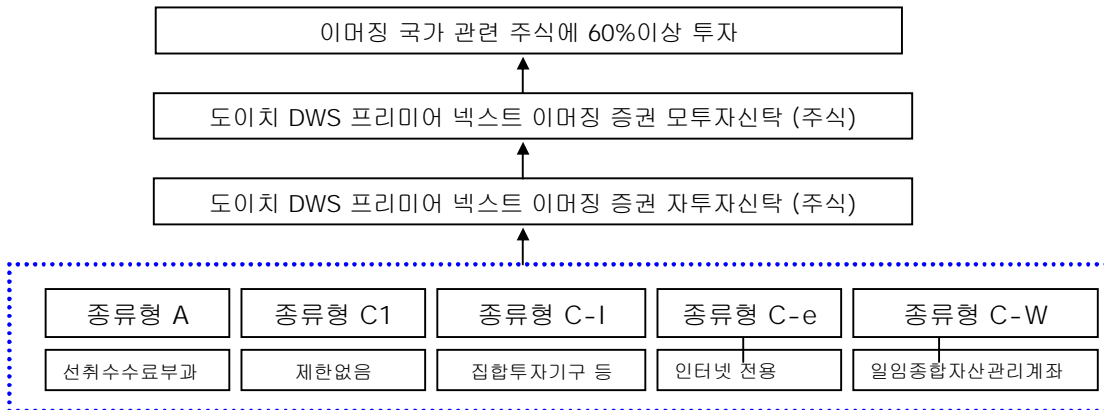 이머징 국가 관련 주식에 60%이상 투자
도이치 DWS 프리미어 넥스트 이머징 증권 모투자신탁 (주식)
도이치 DWS 프리미어 넥스트 이머징 증권 자투자신탁 (주식)
종류형 A
종류형 C1
종류형 C-I
종류형 C-e
종류형 C-W
선취수수료부과
제한없음
집합투자기구 등
인터넷 전용
일임종합자산관리계좌